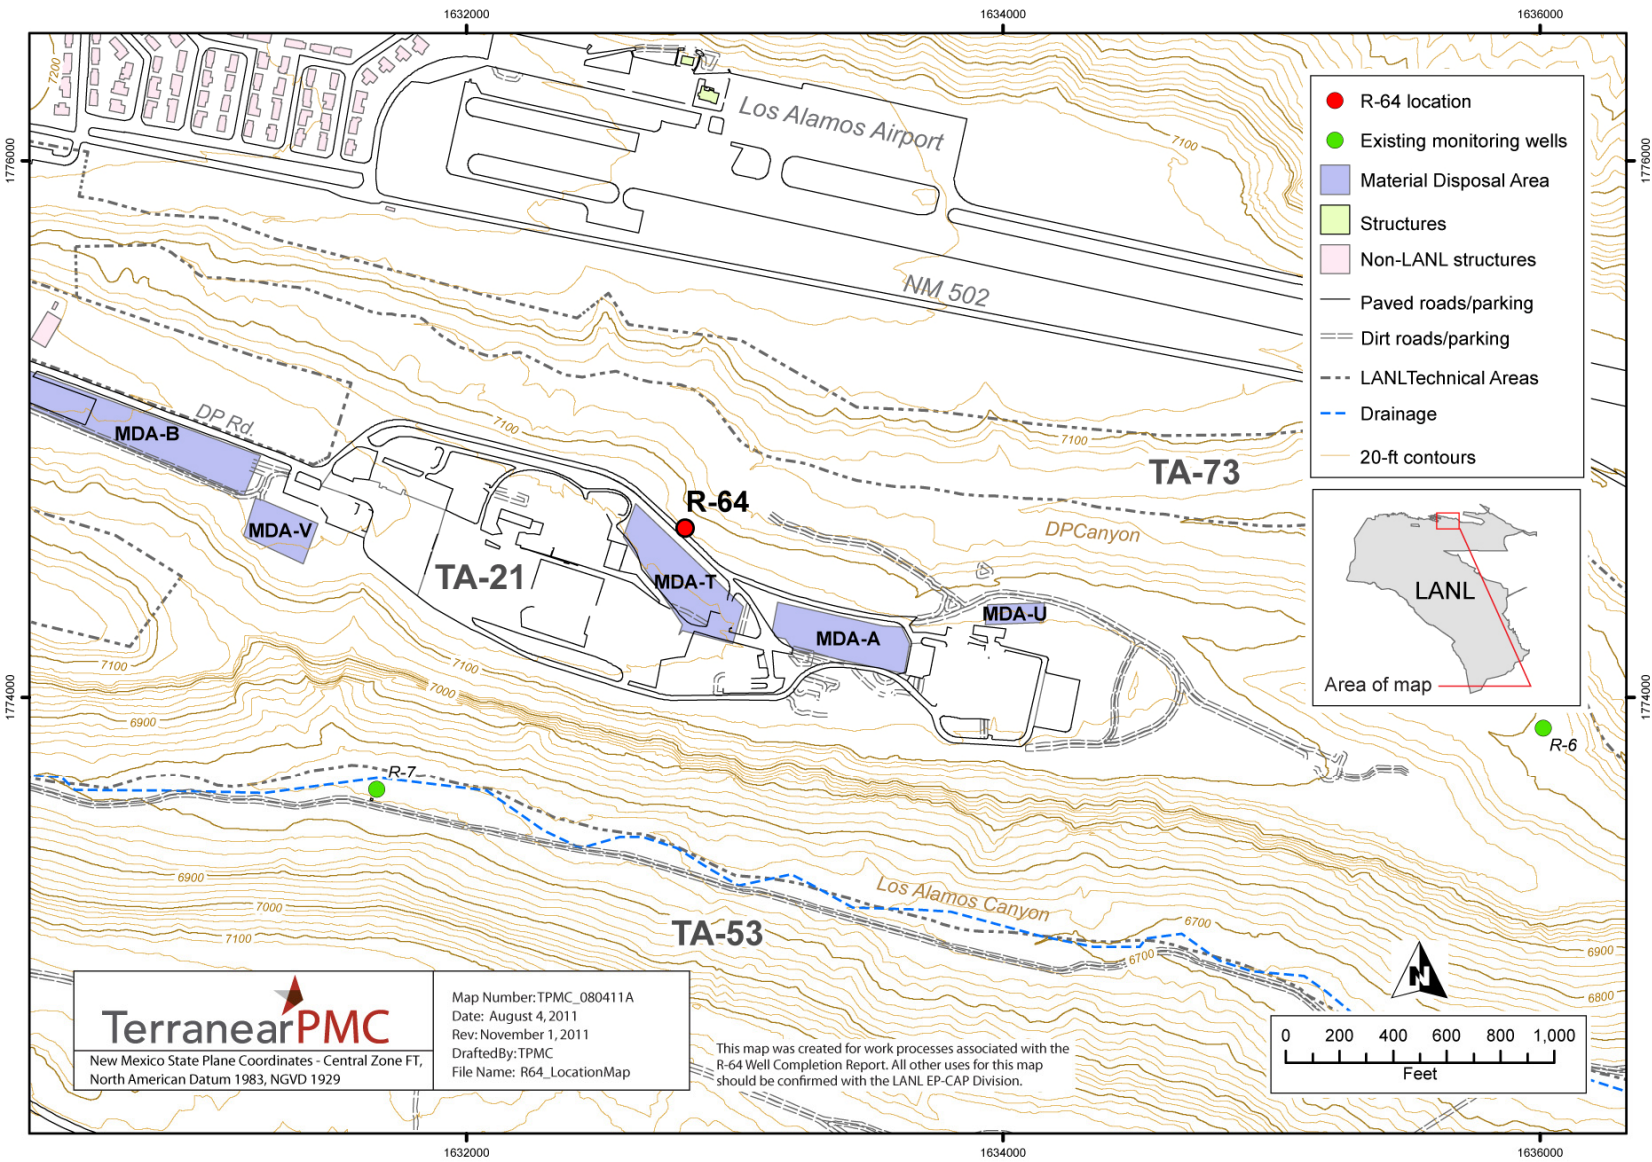 1632000
1634000
1636000
7200
Los Alamos Airport
7100
1776000
1776000
R-64 location
Existing monitoring wells
Material Disposal Area
Structures
Non-LANL structures
Paved roads/parking
Dirt roads/parking
LANLTechnical Areas
Drainage
20-ft contours
NM 502
DP Rd.
MDA-B
7100
7100
TA-73
R-64
MDA-V
DPCanyon
TA-21
MDA-T
MDA-U
MDA-A
LANL
Area of map
7100
7100
7000
1774000
1774000
6900
R-6
R-7
6900
Los Alamos Canyon
7000
7100
TA-53
6700
6700
6900
6800
N
TerranearPMC
New Mexico State Plane Coordinates - Central Zone FT,
North American Datum 1983, NGVD 1929
Map Number:TPMC_080411A
Date: August 4, 2011
Rev: November 1, 2011
DraftedBy: TPMC
File Name: R64_LocationMap
This map was created for work processes associated with the
R-64 Well Completion Report. All other uses for this map
should be confirmed with the LANL EP-CAP Division.
0 200 400 600 800 1,000
Feet
1632000
1634000
1636000